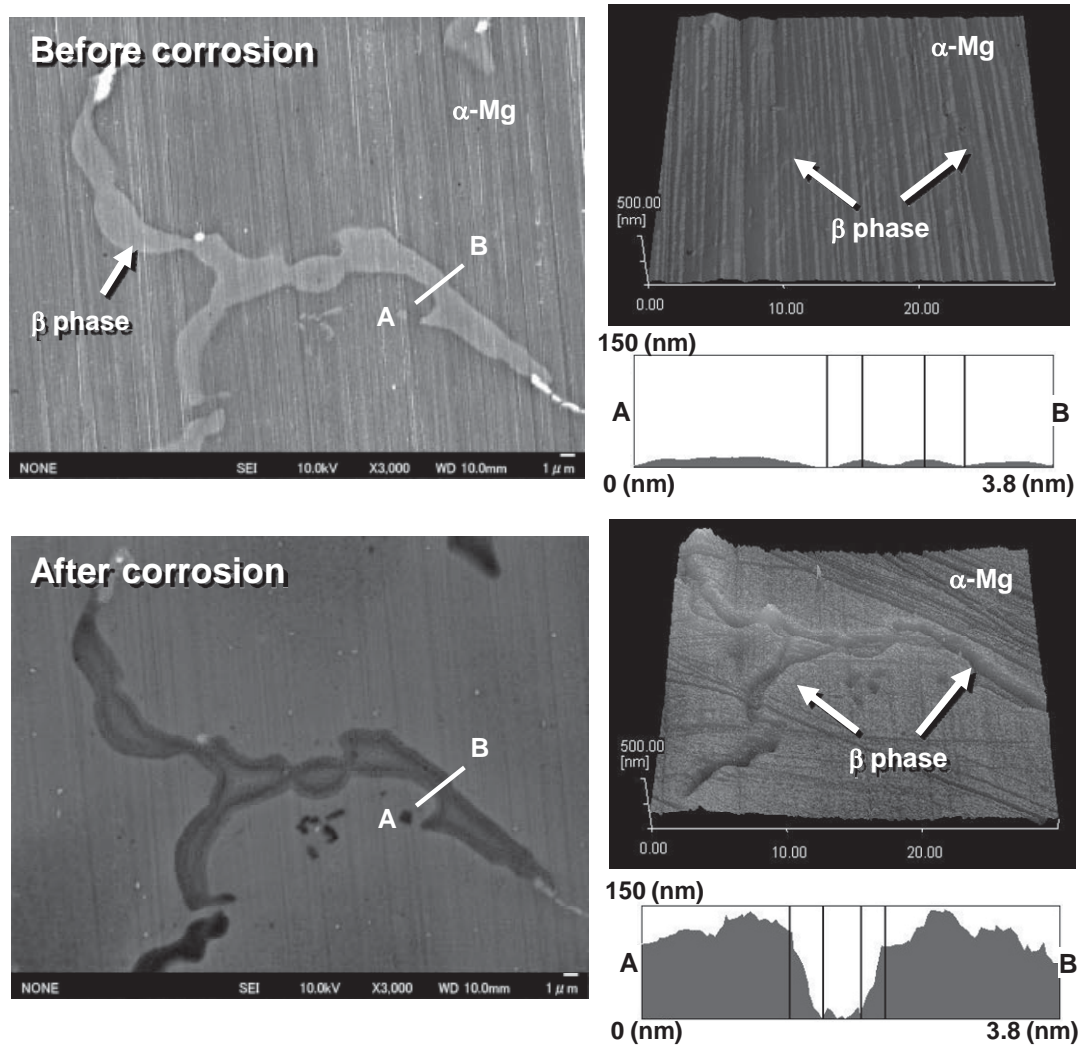 Before corrosion
α-Mg
β phase
B
A
NONE SEI 10.0kV X3,000 WD 10.0mm 1 μm
α-Mg
β phase
500.00
[nm]
0.00 10.00 20.00
150 (nm)
A B
0 (nm) 3.8 (nm)
After corrosion
B
A
NONE SEI 10.0kV X3,000 WD 10.0mm 1 μm
α-Mg
β phase
500.00
[nm]
0.00 10.00 20.00
150 (nm)
A B
0 (nm) 3.8 (nm)